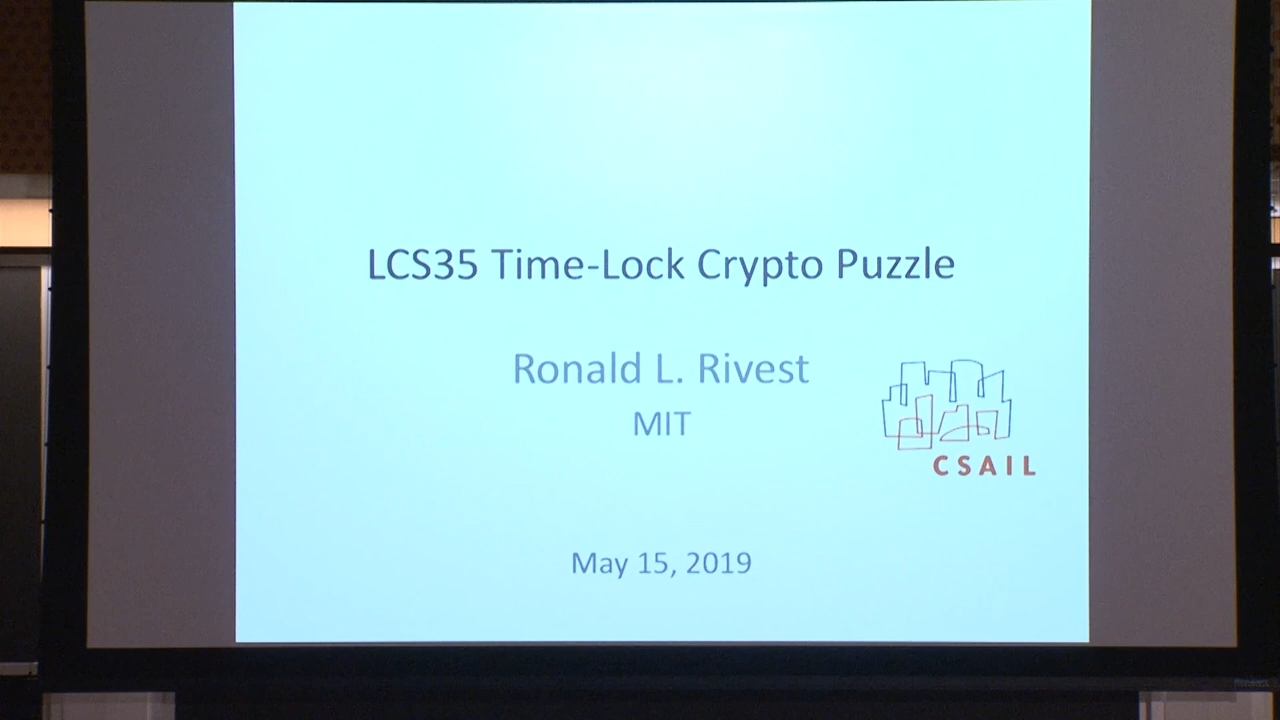 LCS35 Time-Lock Crypto Puzzle
Ronald L. Rivest
MIT
CSAIL
May 15, 2019